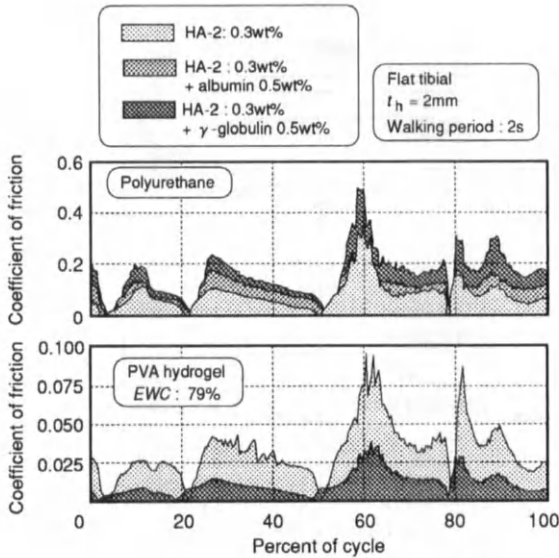 HA-2: 0.3wt%
HA-2 : 0.3wt%
+ albumin 0.5wt%
HA-2 : 0.3wt%
+ γ-globulin 0.5wt%
Flat tibial
t h = 2mm
Walking period : 2s
Coefficient of friction
0.6
0.4
0.2
0
Polyurethane
Coefficient of friction
0.100
0.075
0.050
0.025
PVA hydrogel
EWC : 79%
0 20 40 60 80 100
Percent of cycle